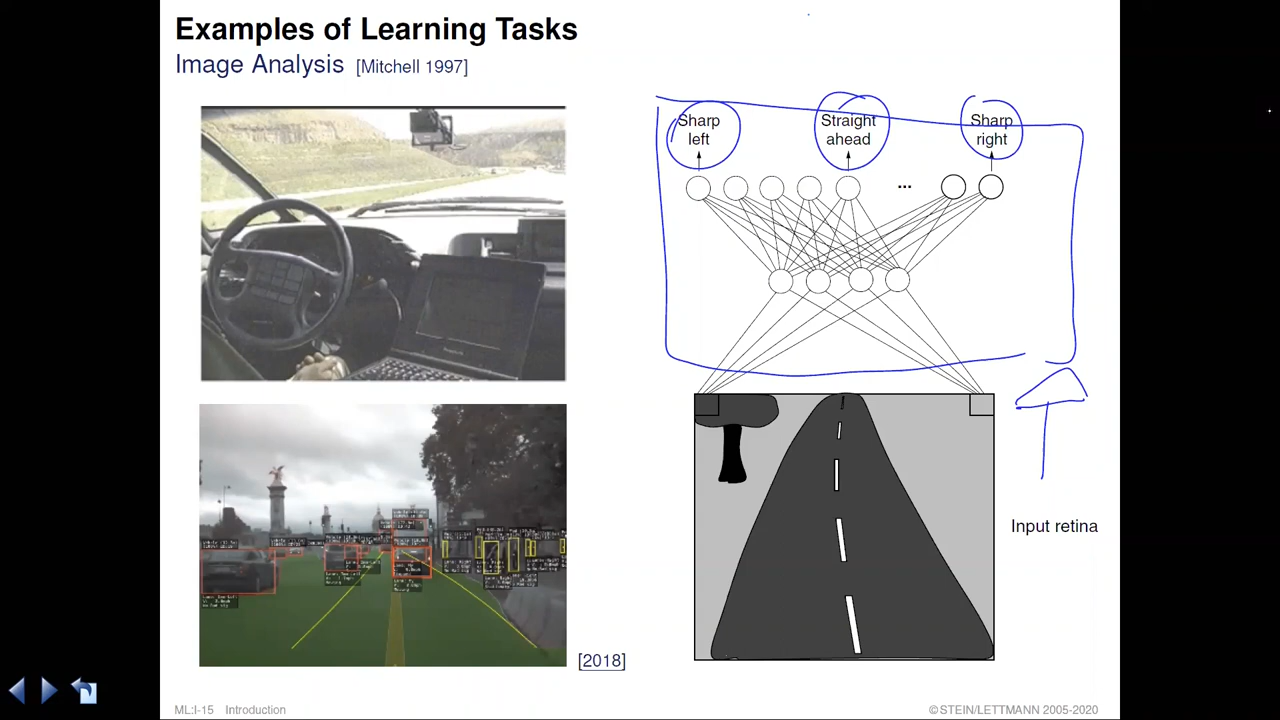 Examples of Learning Tasks
Image Analysis [Mitchell 1997]
Sharp left
Straight ahead
Sharp right
...
Input retina
[2018]
ML:I-15 Introduction
©STEIN/LETTMANN 2005-2020